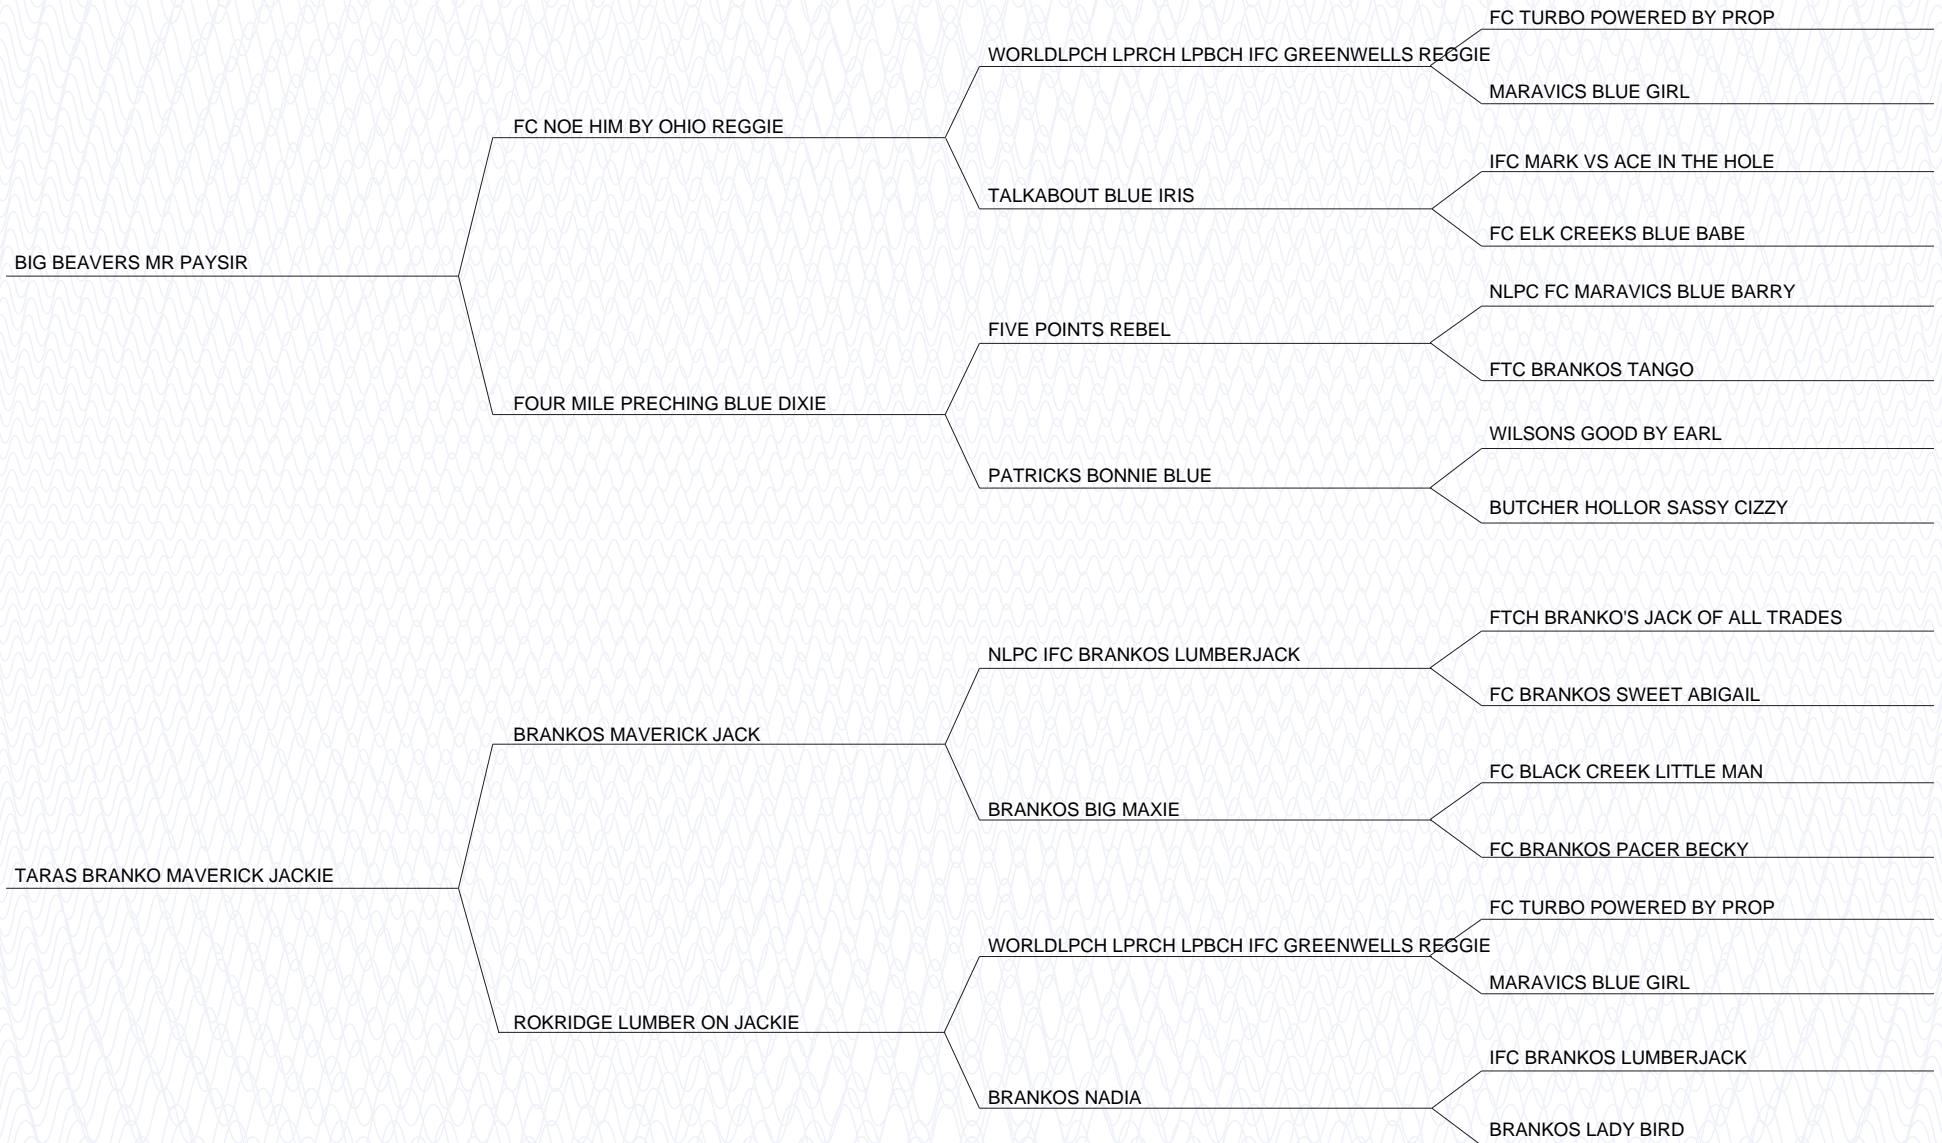 FC TURBO POWERED BY PROP
WORLDLPCH LPRCH LPBCH IFC GREENWELLS REGGIE
MARAVICS BLUE GIRL
FC NOE HIM BY OHIO REGGIE
IFC MARK VS ACE IN THE HOLE
TALKABOUT BLUE IRIS
FC ELK CREEKS BLUE BABE
BIG BEAVERS MR PAYSIR
NLPC FC MARAVICS BLUE BARRY
FIVE POINTS REBEL
FTC BRANKOS TANGO
FOUR MILE PRECHING BLUE DIXIE
WILSONS GOOD BY EARL
PATRICKS BONNIE BLUE
BUTCHER HOLLOR SASSY CIZZY
FTCH BRANKO'S JACK OF ALL TRADES
NLPC IFC BRANKOS LUMBERJACK
FC BRANKOS SWEET ABIGAIL
BRANKOS MAVERICK JACK
FC BLACK CREEK LITTLE MAN
BRANKOS BIG MAXIE
FC BRANKOS PACER BECKY
TARAS BRANKO MAVERICK JACKIE
FC TURBO POWERED BY PROP
WORLDLPCH LPRCH LPBCH IFC GREENWELLS REGGIE
MARAVICS BLUE GIRL
ROKRIDGE LUMBER ON JACKIE
IFC BRANKOS LUMBERJACK
BRANKOS NADIA
BRANKOS LADY BIRD